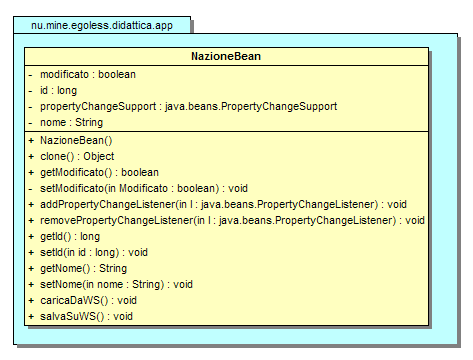 nu.mine.egoless.didattica.app
NazioneBean
- modificato : boolean
- id : long
- propertyChangeSupport : java.beans.PropertyChangeSupport
- nome : String
+ NazioneBean()
+ clone() : Object
+ getModificato() : boolean
- setModificato(in Modificato : boolean) : void
+ addPropertyChangeListener(in l : java.beans.PropertyChangeListener) : void
+ removePropertyChangeListener(in l : java.beans.PropertyChangeListener) : void
+ getId() : long
+ setId(in id : long) : void
+ getNome() : String
+ setNome(in nome : String) : void
+ caricaDaWS() : void
+ salvaSuWS() : void